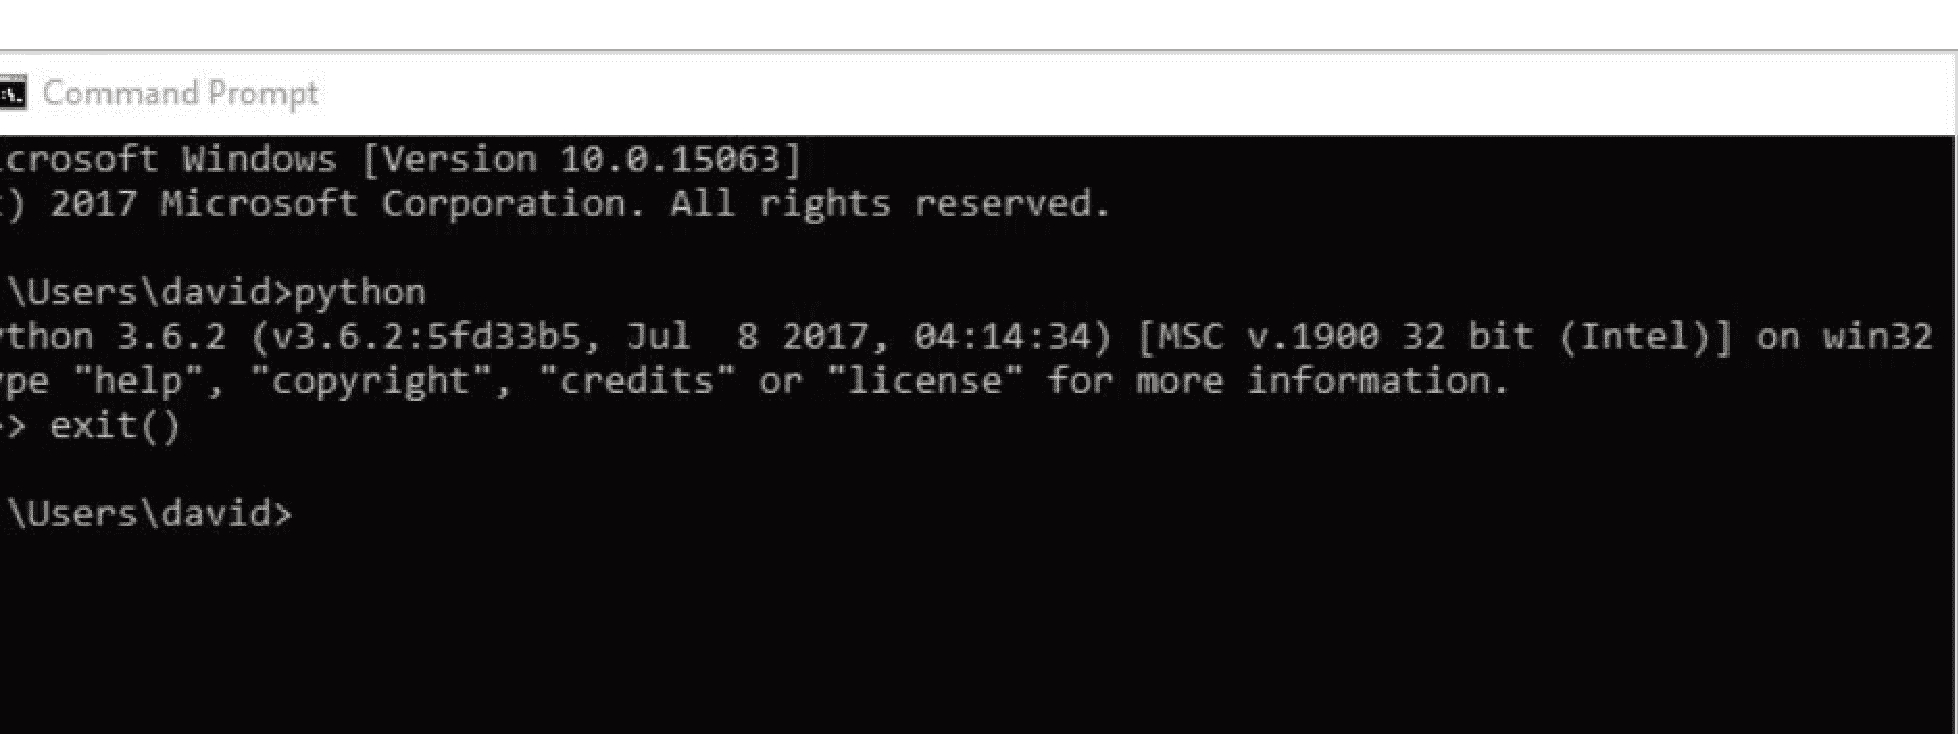 Command Prompt
icrosoft Windows [Version 10.0.15063]
) 2017 Microsoft Corporation. All rights reserved.
\Users\david>python
ython 3.6.2 (v3.6.2:5fd33b5, Jul  8 2017, 04:14:34) [MSC v.1900 32 bit (Intel)] on win32
ype "help", "copyright", "credits" or "license" for more information.
>> exit()
\Users\david>